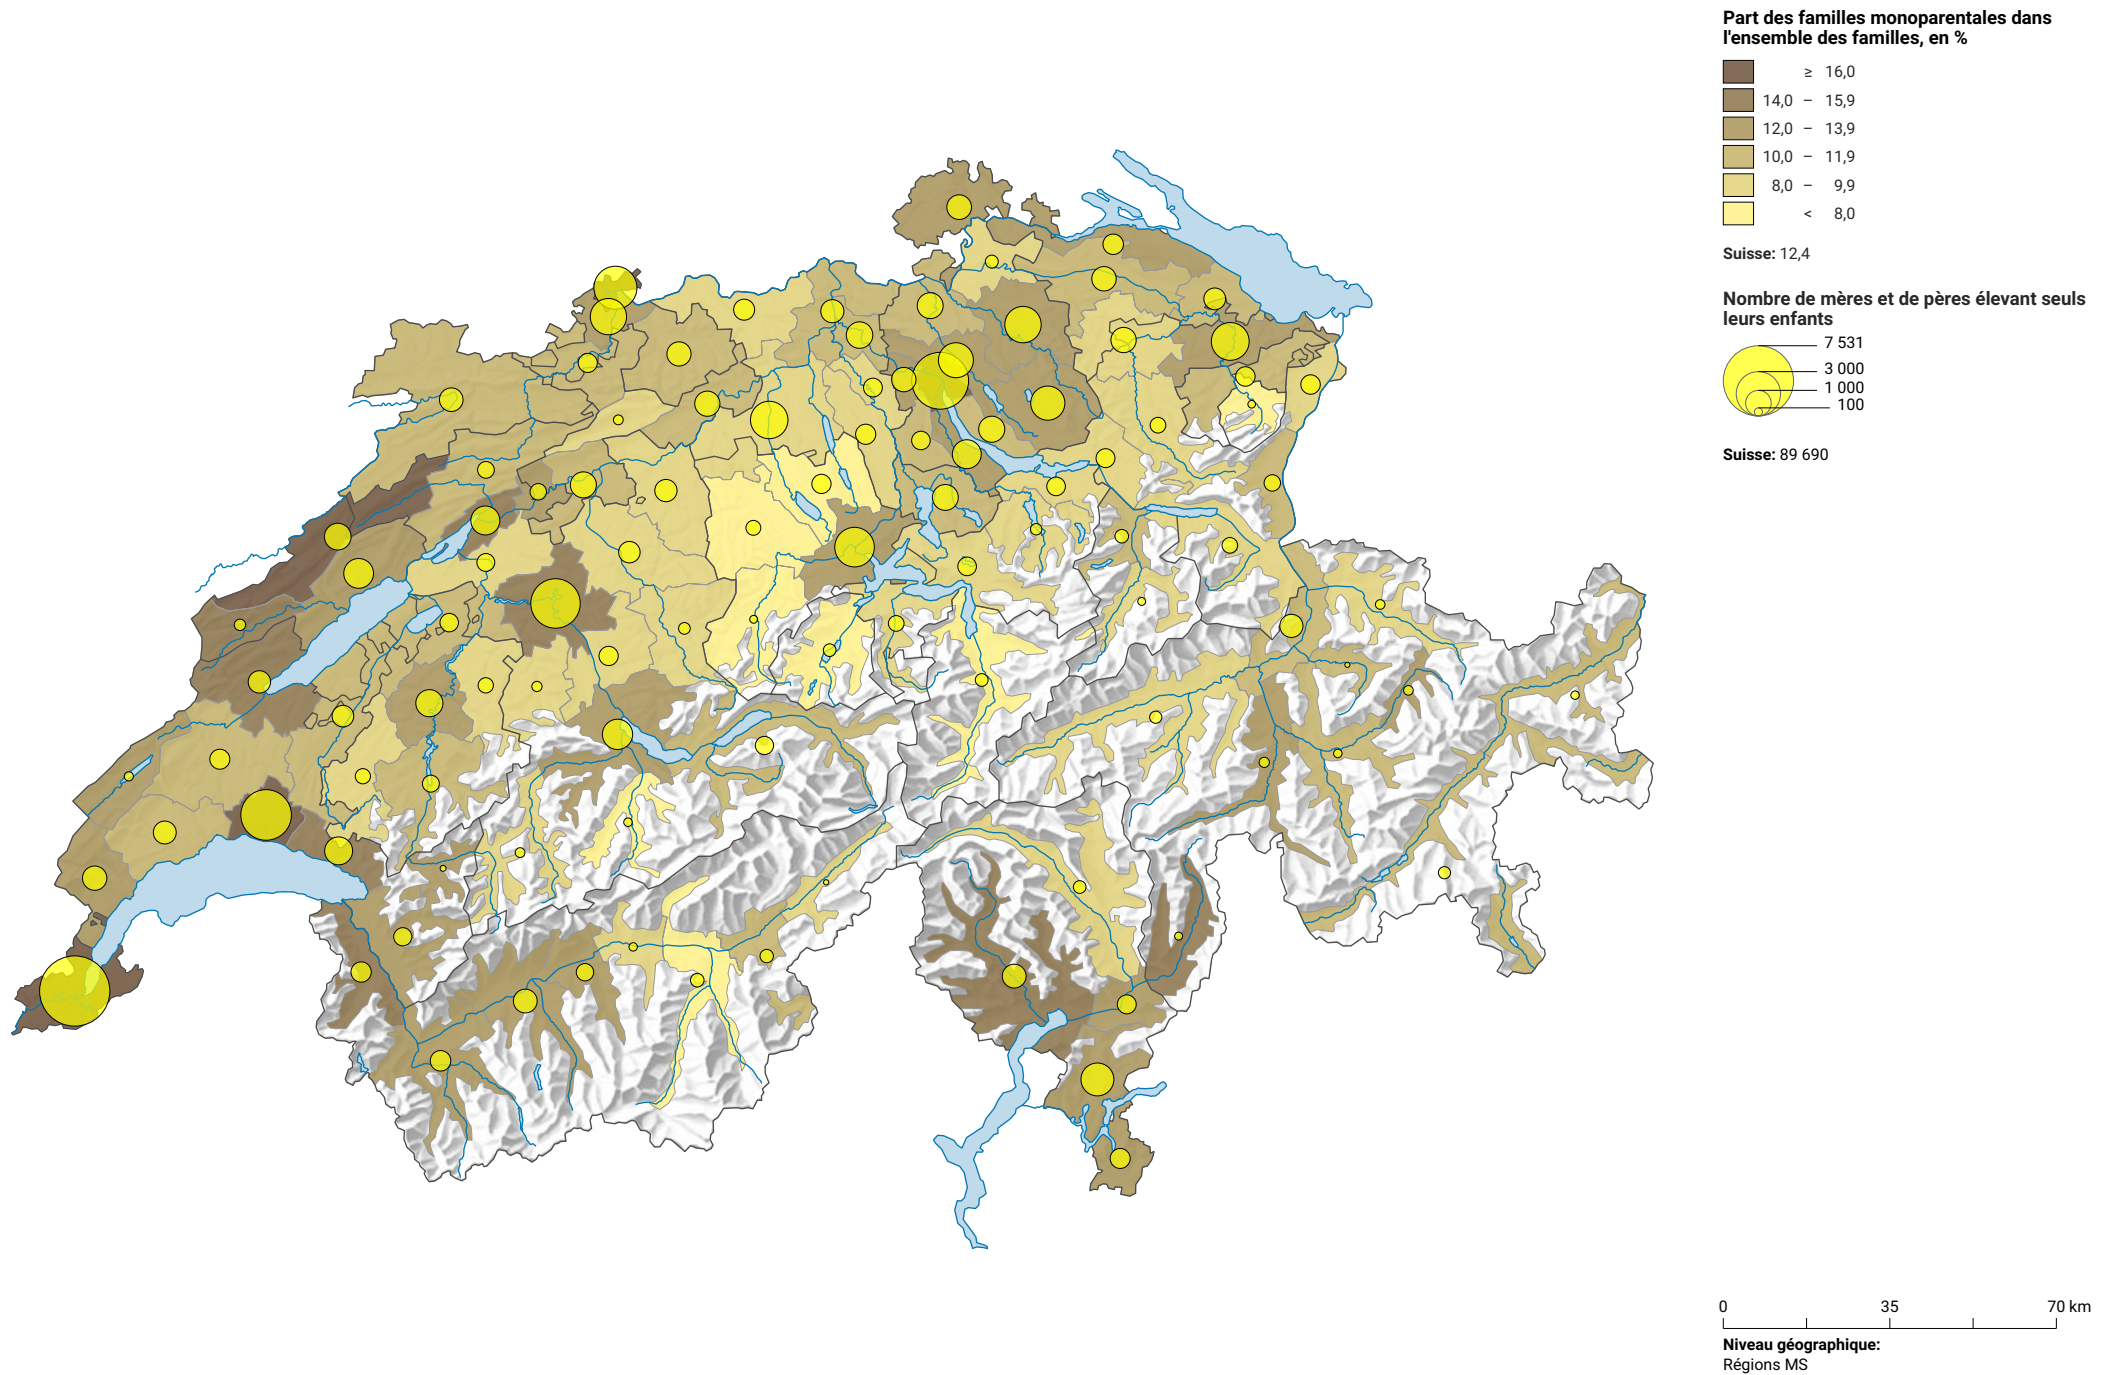 Part des familles monoparentales dans
l'ensemble des familles, en %
≥ 16,0
14,0 – 15,9
12,0 – 13,9
10,0 – 11,9
8,0 – 9,9
< 8,0
Suisse: 12,4
Nombre de mères et de pères élevant seuls
leurs enfants
7 531
3 000
1 000
100
Suisse: 89 690
0 35 70 km
Niveau géographique:
Régions MS